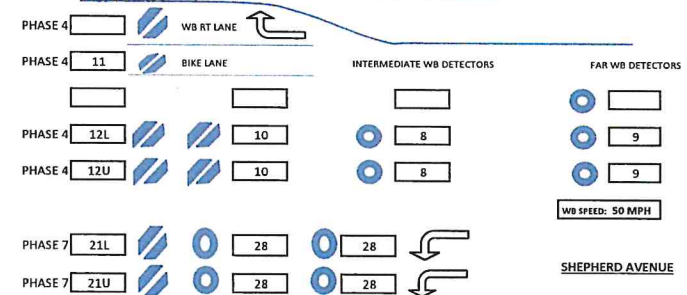 PHASE 4 WB RT LANE
PHASE 4 11 BIKE LANE INTERMEDIATE WB DETECTORS FAR WB DETECTORS
PHASE 4 12L 10 8 9
PHASE 4 12U 10 8 9
WB SPEED: 50 MPH
PHASE 7 21L 28 28
SHEPHERD AVENUE
PHASE 7 21U 28 28